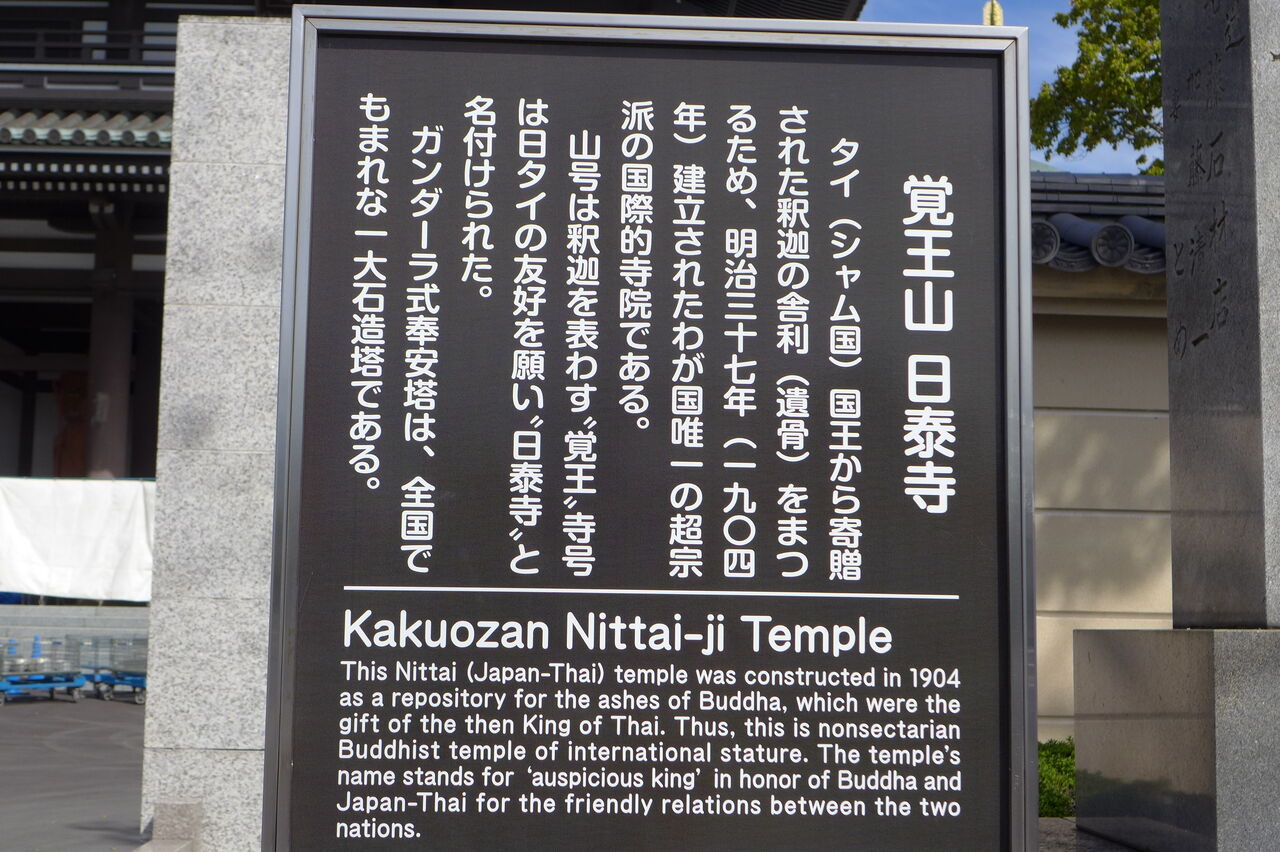 覚王山 日泰寺
タイ（シャム国）国王から寄贈
された釈迦の舎利（遺骨）をまつ
るため、明治三十七年（一九〇四
年）建立されたわが国唯一の超宗
派の国際的寺院である。
山号は釈迦を表わす〝覚王〟寺号
は日タイの友好を願い〝日泰寺〟と
名付けられた。
ガンダーラ式奉安塔は、全国で
もまれな一大石造塔である。
Kakuozan Nittai-ji Temple
This Nittai (Japan-Thai) temple was constructed in 1904
as a repository for the ashes of Buddha, which were the
gift of the then King of Thai. Thus, this is nonsectarian
Buddhist temple of international stature. The temple's
name stands for ‘auspicious king’ in honor of Buddha and
Japan-Thai for the friendly relations between the two
nations.